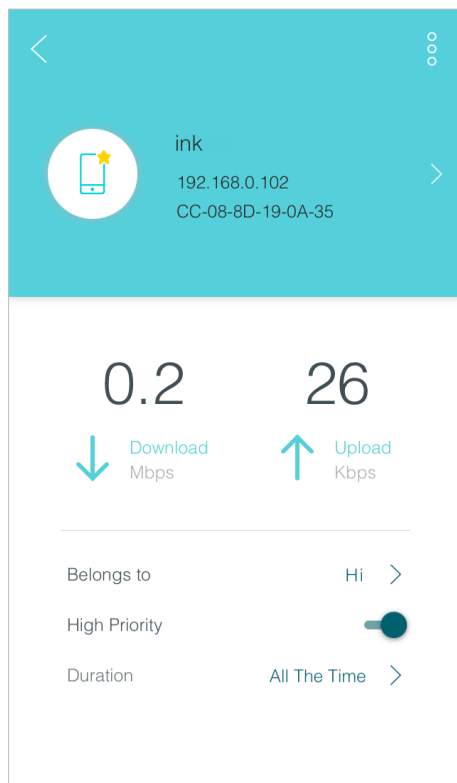 ink
192.168.0.102
CC-08-8D-19-0A-35
0.2 26
Download Upload
Mbps Kbps
Belongs to Hi
High Priority
Duration All The Time